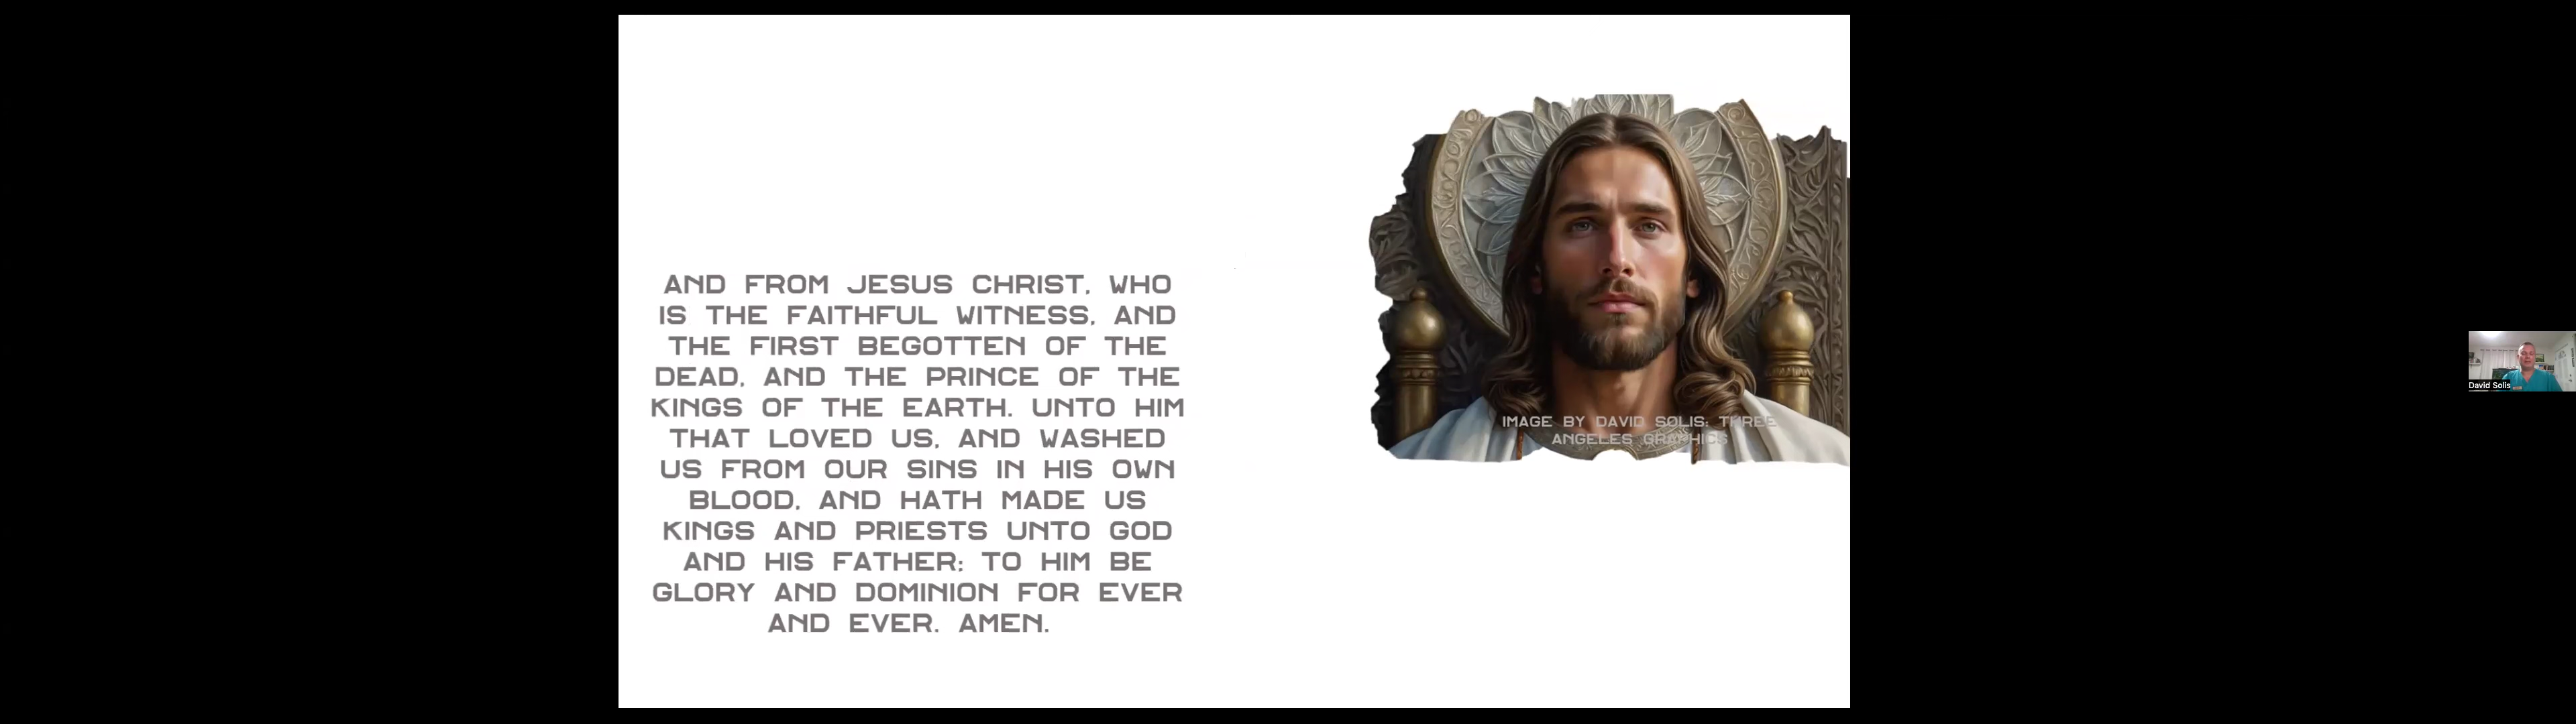 AND FROM JESUS CHRIST, WHO
IS THE FAITHFUL WITNESS, AND
THE FIRST BEGOTTEN OF THE
DEAD, AND THE PRINCE OF THE
KINGS OF THE EARTH. UNTO HIM
THAT LOVED US, AND WASHED
US FROM OUR SINS IN HIS OWN
BLOOD, AND HATH MADE US
KINGS AND PRIESTS UNTO GOD
AND HIS FATHER; TO HIM BE
GLORY AND DOMINION FOR EVER
AND EVER. AMEN.
IMAGE BY DAVID SOLIS; THREE
ANGELES GRAPHICS
David Solis